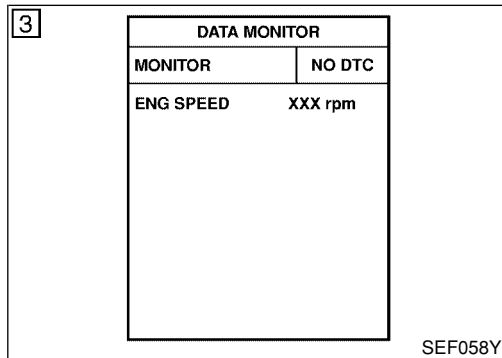 3
DATA MONITOR
MONITOR NO DTC
ENG SPEED XXX rpm
SEF058Y